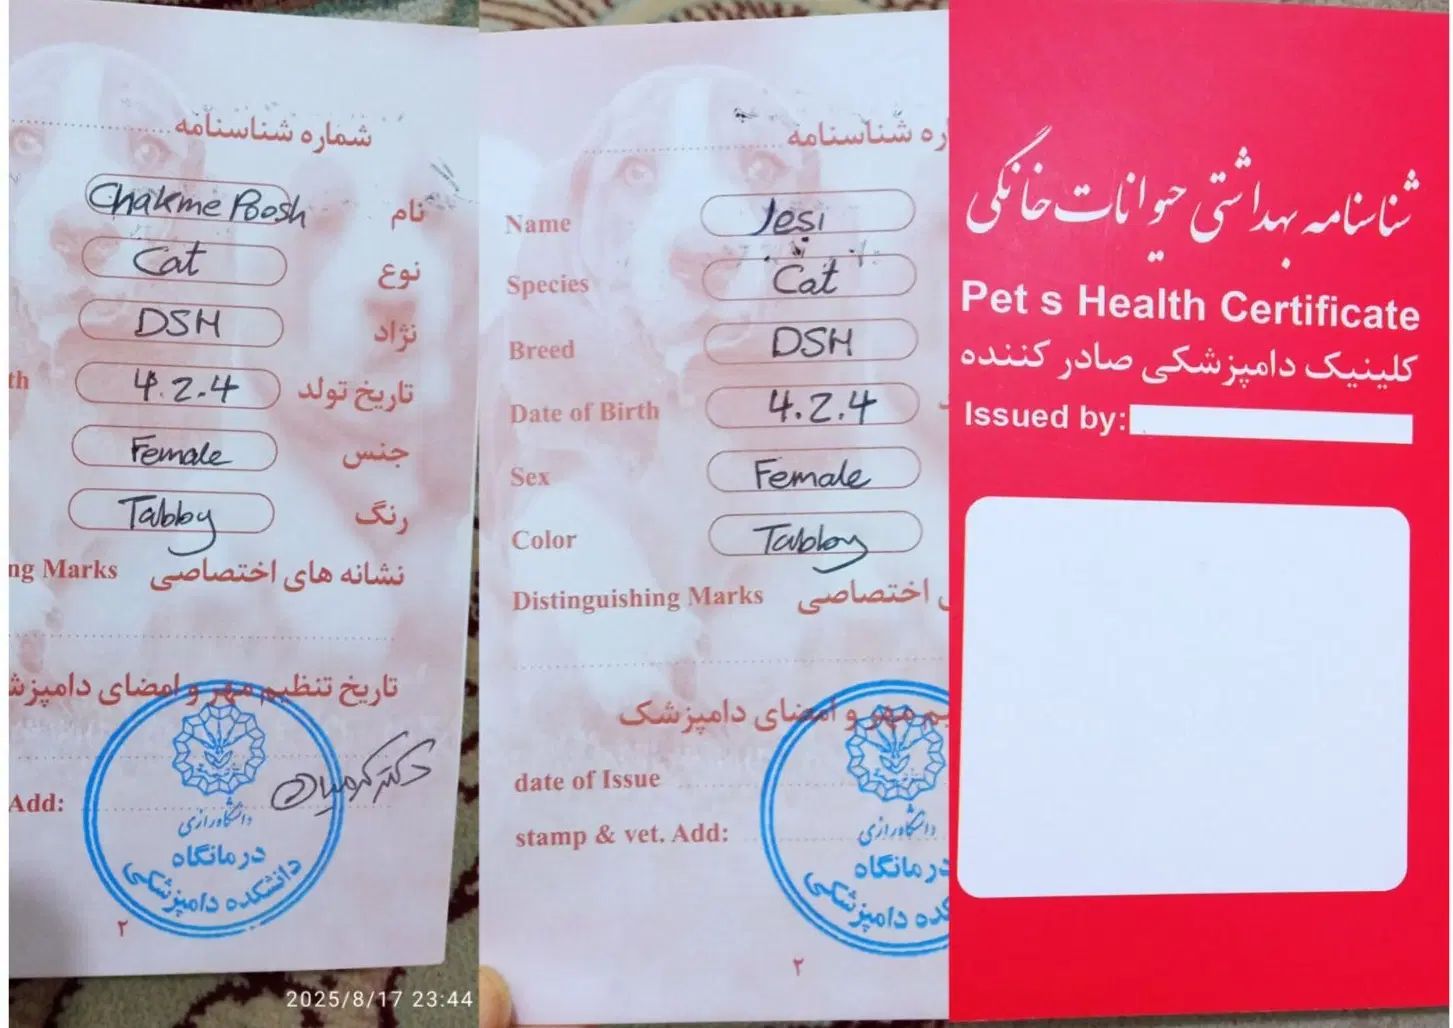 شماره شناسنامه
Chakme Poosh
نام
Cat
نوع
DSH
نژاد
th
4.2.4
تاریخ تولد
Female
جنس
Tabby
رنگ
ng Marks
نشانه های اختصاصی
تاریخ تنظیم مهر و امضای دامپزش
Add:
دانشگاه رازی
درمانگاه
دانشکده دامپزشکی
۲
2025/8/17 23:44
ره شناسنامه
Name
Jesi
Species
Cat
Breed
DSH
Date of Birth
4.2.4
Sex
Female
Color
Tabby
Distinguishing Marks
اختصاصی
یم مهر و امضای دامپزشک
date of Issue
stamp & vet. Add:
دانشگاه رازی
درمانگاه
کده دامپزشکی
۲
شناسنامه بهداشتی حیوانات خانگی
Pet s Health Certificate
کلینیک دامپزشکی صادر کننده
Issued by: